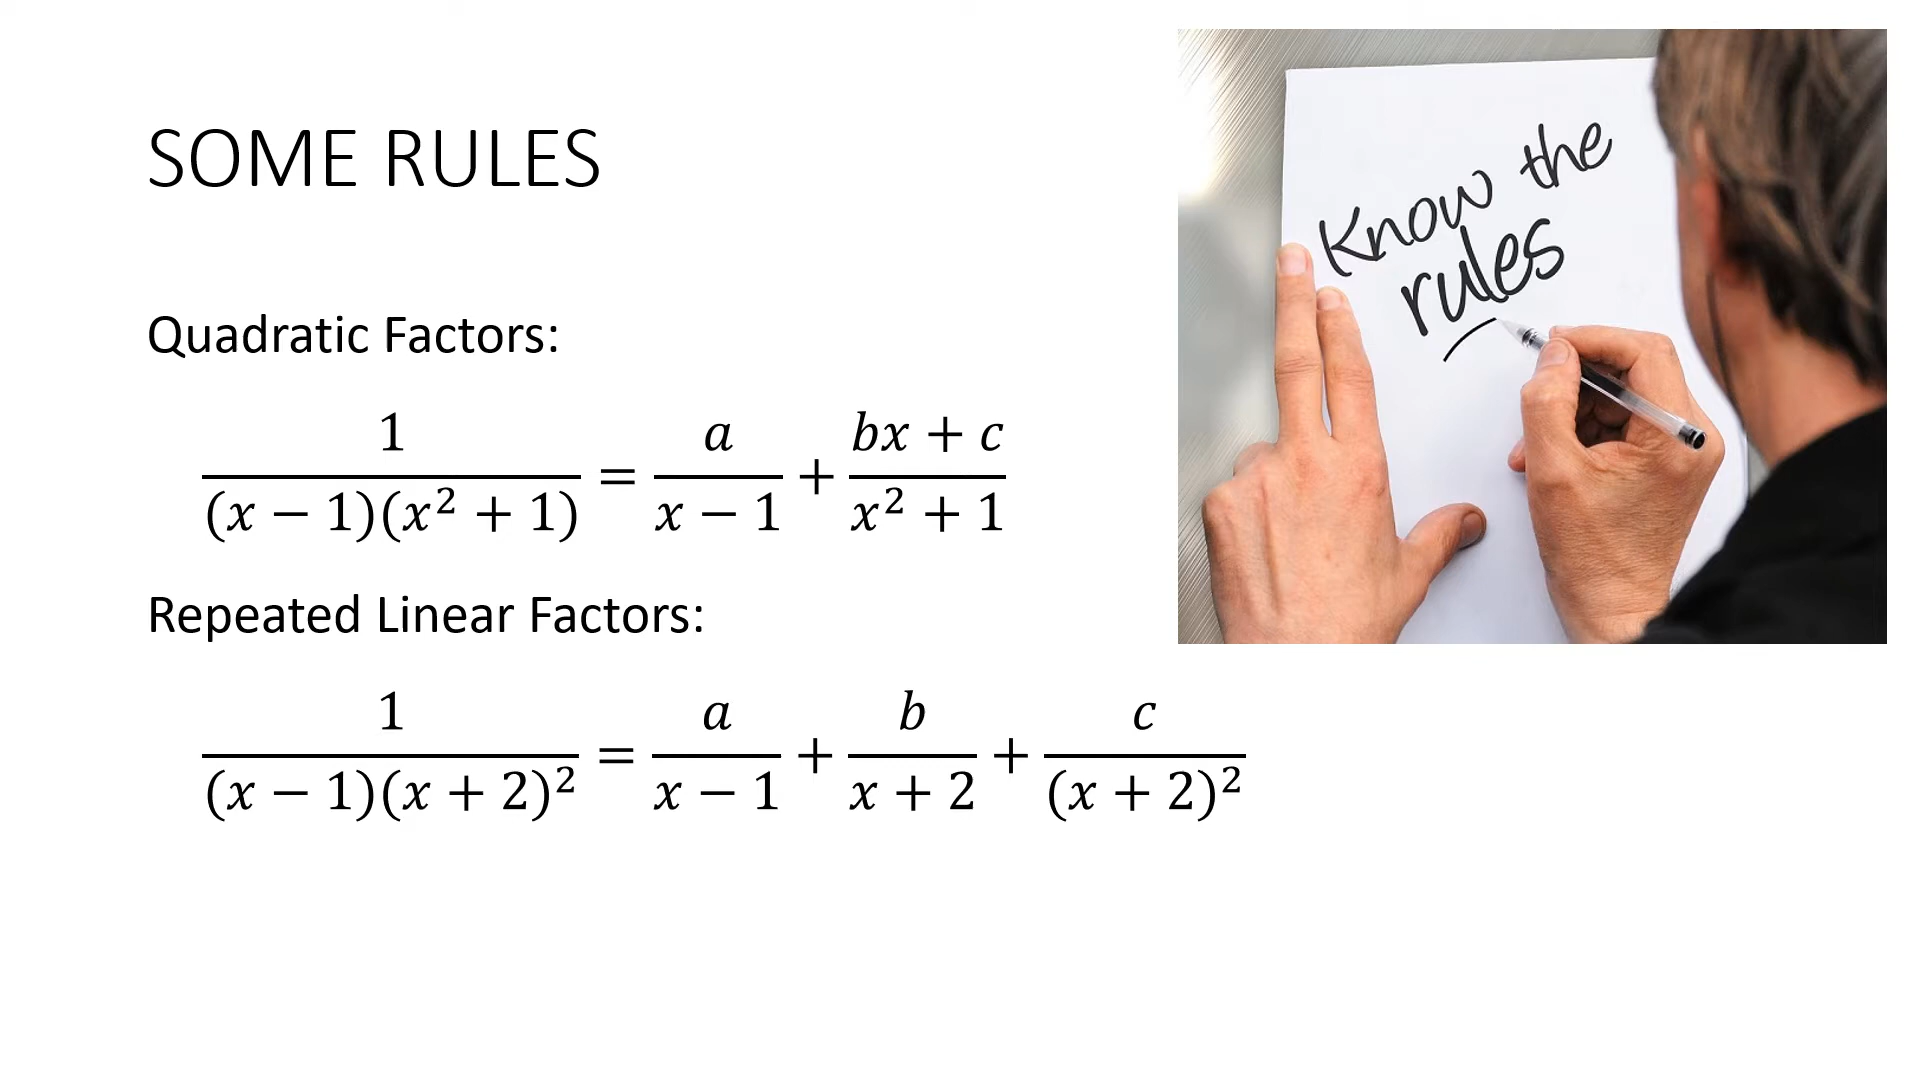 SOME RULES
Know the
rules
Quadratic Factors:
1/((x − 1)(x² + 1)) = a/(x − 1) + (bx + c)/(x² + 1)
Repeated Linear Factors:
1/((x − 1)(x + 2)²) = a/(x − 1) + b/(x + 2) + c/(x + 2)²